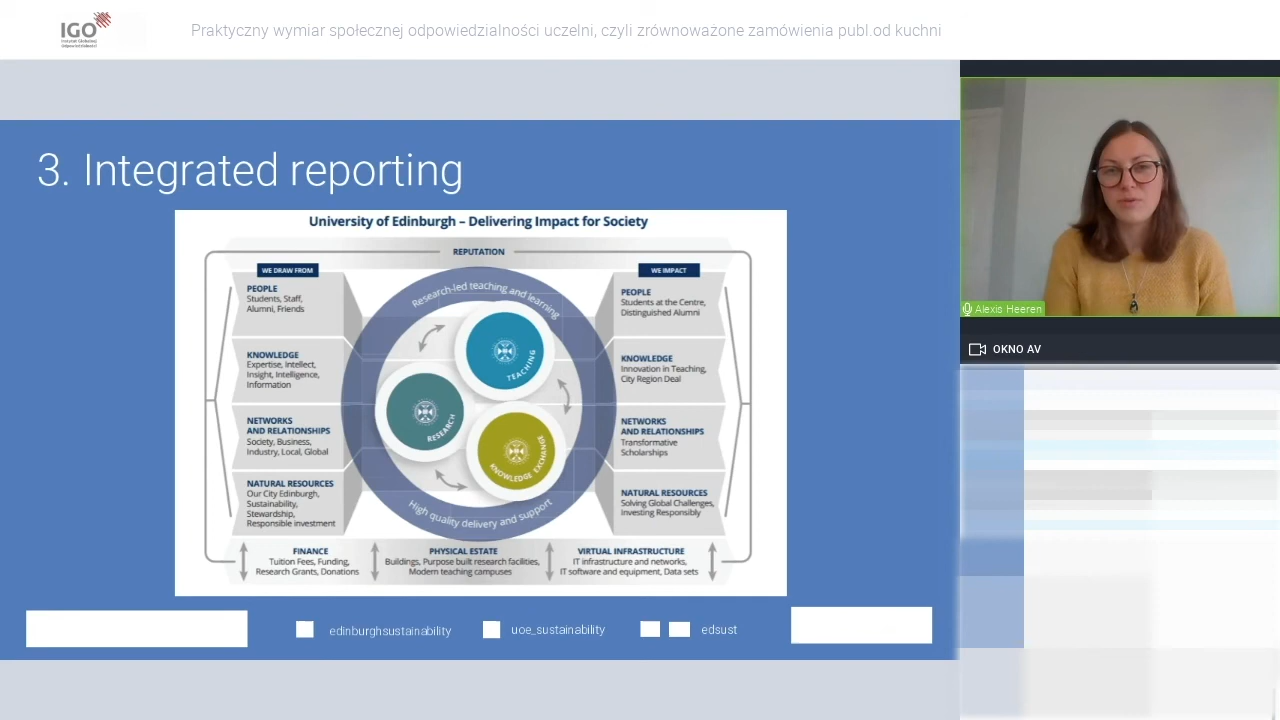 IGO
Instytut Globalnej
Odpowiedzialności
Praktyczny wymiar społecznej odpowiedzialności uczelni, czyli zrównoważone zamówienia publ.od kuchni
3. Integrated reporting
University of Edinburgh – Delivering Impact for Society
REPUTATION
WE DRAW FROM
PEOPLE
Students, Staff,
Alumni, Friends
KNOWLEDGE
Expertise, Intellect,
Insight, Intelligence,
Information
NETWORKS
AND RELATIONSHIPS
Society, Business,
Industry, Local, Global
NATURAL RESOURCES
Our City Edinburgh,
Sustainability,
Stewardship,
Responsible investment
Research-led teaching and learning
TEACHING
RESEARCH
KNOWLEDGE EXCHANGE
High quality delivery and support
WE IMPACT
PEOPLE
Students at the Centre,
Distinguished Alumni
KNOWLEDGE
Innovation in Teaching,
City Region Deal
NETWORKS
AND RELATIONSHIPS
Transformative
Scholarships
NATURAL RESOURCES
Solving Global Challenges,
Investing Responsibly
FINANCE
Tuition Fees, Funding,
Research Grants, Donations
PHYSICAL ESTATE
Buildings, Purpose built research facilities,
Modern teaching campuses
VIRTUAL INFRASTRUCTURE
IT infrastructure and networks,
IT software and equipment, Data sets
edinburghsustainability
uoe_sustainability
edsust
Alexis Heeren
OKNO AV